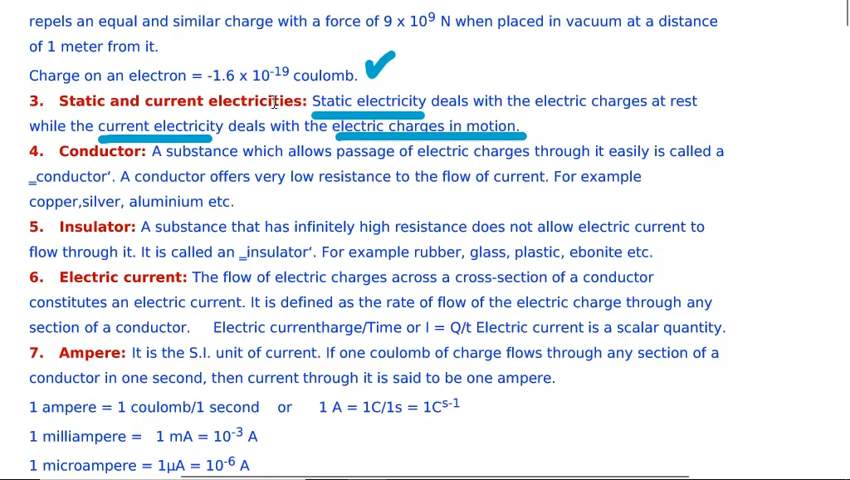 repels an equal and similar charge with a force of 9 x 10⁹ N when placed in vacuum at a distance
of 1 meter from it.
Charge on an electron = -1.6 x 10⁻¹⁹ coulomb.
3. Static and current electricities: Static electricity deals with the electric charges at rest
while the current electricity deals with the electric charges in motion.
4. Conductor: A substance which allows passage of electric charges through it easily is called a
‗conductor‘. A conductor offers very low resistance to the flow of current. For example
copper,silver, aluminium etc.
5. Insulator: A substance that has infinitely high resistance does not allow electric current to
flow through it. It is called an ‗insulator‘. For example rubber, glass, plastic, ebonite etc.
6. Electric current: The flow of electric charges across a cross-section of a conductor
constitutes an electric current. It is defined as the rate of flow of the electric charge through any
section of a conductor. Electric currentharge/Time or I = Q/t Electric current is a scalar quantity.
7. Ampere: It is the S.I. unit of current. If one coulomb of charge flows through any section of a
conductor in one second, then current through it is said to be one ampere.
1 ampere = 1 coulomb/1 second or 1 A = 1C/1s = 1Cˢ⁻¹
1 milliampere = 1 mA = 10⁻³ A
1 microampere = 1µA = 10⁻⁶ A